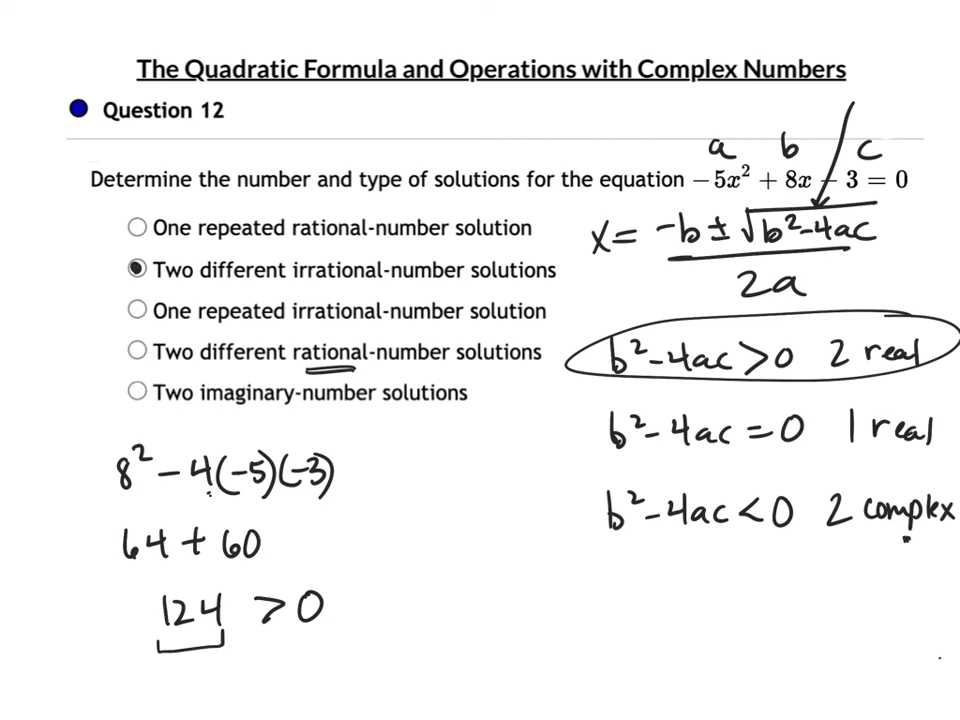 The Quadratic Formula and Operations with Complex Numbers
Question 12
a b c
Determine the number and type of solutions for the equation −5x² + 8x − 3 = 0
One repeated rational-number solution
Two different irrational-number solutions
One repeated irrational-number solution
Two different rational-number solutions
Two imaginary-number solutions
x = (-b ± √(b²-4ac)) / 2a
b²-4ac > 0 2 real
b²-4ac = 0 1 real
b²-4ac < 0 2 complex
8² - 4(-5)(-3)
64 + 60
124 > 0